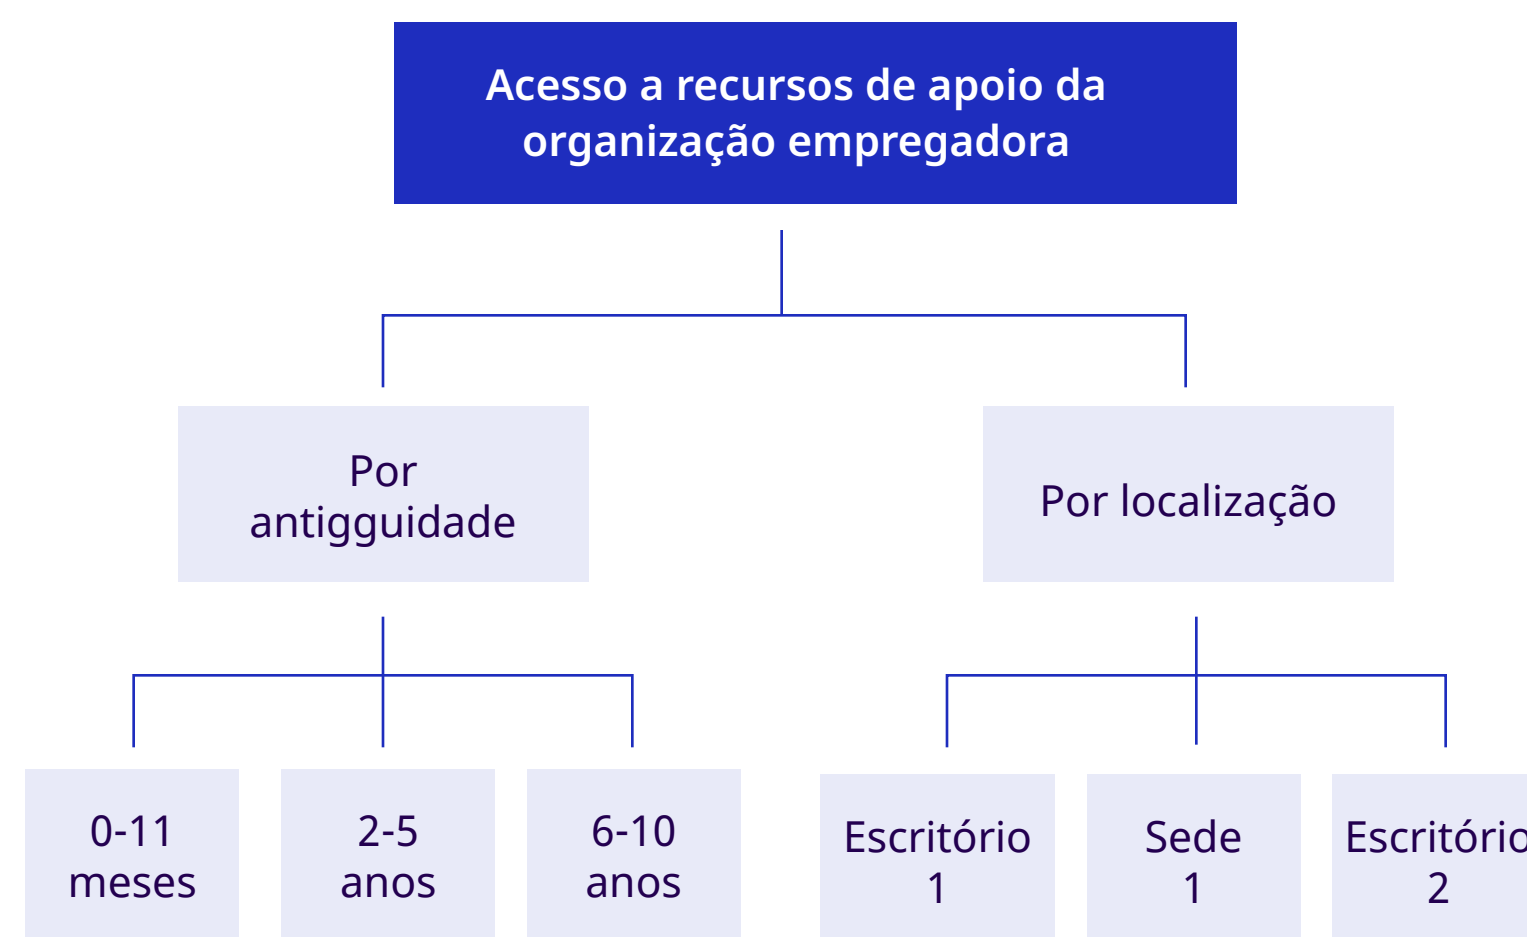 Acesso a recursos de apoio da
organização empregadora
Por
antigguidade
Por localização
0-11
meses
2-5
anos
6-10
anos
Escritório
1
Sede
1
Escritório
2